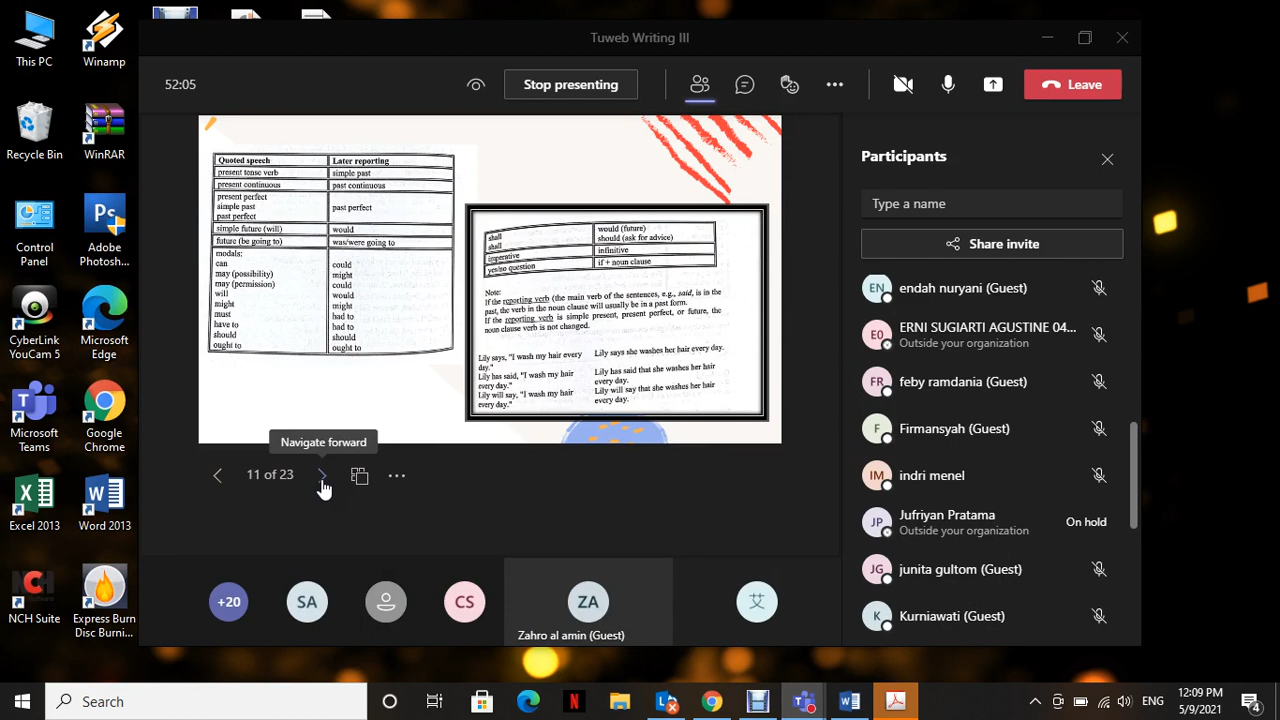 This PC
Winamp
Recycle Bin
WinRAR
Control
Panel
Adobe
Photosh...
CyberLink
YouCam 5
Microsoft
Edge
Microsoft
Teams
Google
Chrome
Excel 2013
Word 2013
NCH Suite
Express Burn
Disc Burni...
Tuweb Writing III
52:05
Stop presenting
Leave
Quoted speech Later reporting
present tense verb simple past
present continuous past continuous
present perfect
simple past past perfect
past perfect
simple future (will) would
future (be going to) was/were going to
modals:
can could
may (possibility) might
may (permission) could
will would
might might
must had to
have to had to
should should
ought to ought to
shall would (future)
shall should (ask for advice)
imperative infinitive
yes/no question if + noun clause
Note:
If the reporting verb (the main verb of the sentences, e.g., said, is in the
past, the verb in the noun clause will usually be in a past form.
If the reporting verb is simple present, present perfect, or future, the
noun clause verb is not changed.
Lily says, "I wash my hair every Lily says she washes her hair every day.
day."
Lily has said, "I wash my hair Lily has said that she washes her hair
every day." every day.
Lily will say, "I wash my hair Lily will say that she washes her hair
every day." every day.
Navigate forward
11 of 23
+20
SA
CS
ZA
Zahro al amin (Guest)
艾
Participants
Type a name
Share invite
EN endah nuryani (Guest)
E0 ERNI SUGIARTI AGUSTINE 04...
Outside your organization
FR feby ramdania (Guest)
F Firmansyah (Guest)
IM indri menel
JP Jufriyan Pratama On hold
Outside your organization
JG junita gultom (Guest)
K Kurniawati (Guest)
Search
ENG
12:09 PM
5/9/2021
4